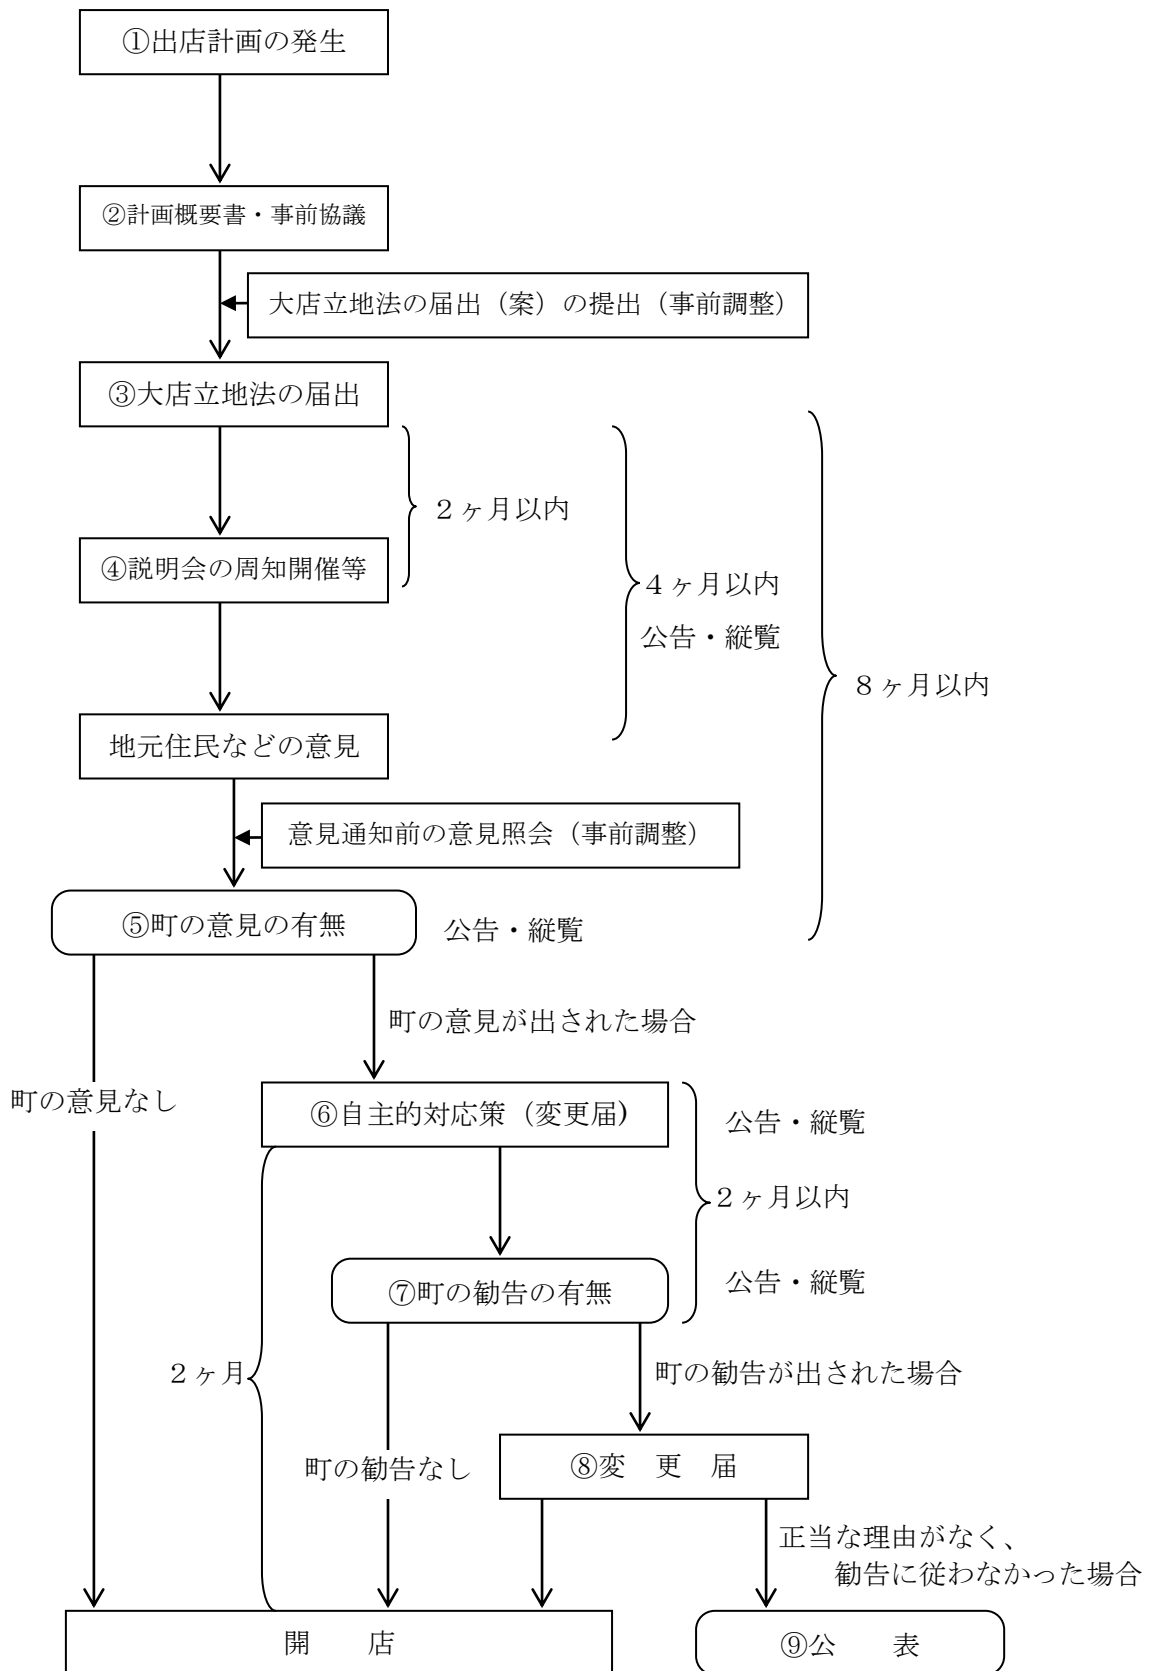 ①出店計画の発生
②計画概要書・事前協議
大店立地法の届出（案）の提出（事前調整）
③大店立地法の届出
２ヶ月以内
④説明会の周知開催等
４ヶ月以内
公告・縦覧
８ヶ月以内
地元住民などの意見
意見通知前の意見照会（事前調整）
⑤町の意見の有無
公告・縦覧
町の意見が出された場合
町の意見なし
⑥自主的対応策（変更届）
公告・縦覧
２ヶ月以内
⑦町の勧告の有無
公告・縦覧
２ヶ月
町の勧告が出された場合
町の勧告なし
⑧変　更　届
正当な理由がなく、
勧告に従わなかった場合
開　　店
⑨公　　表